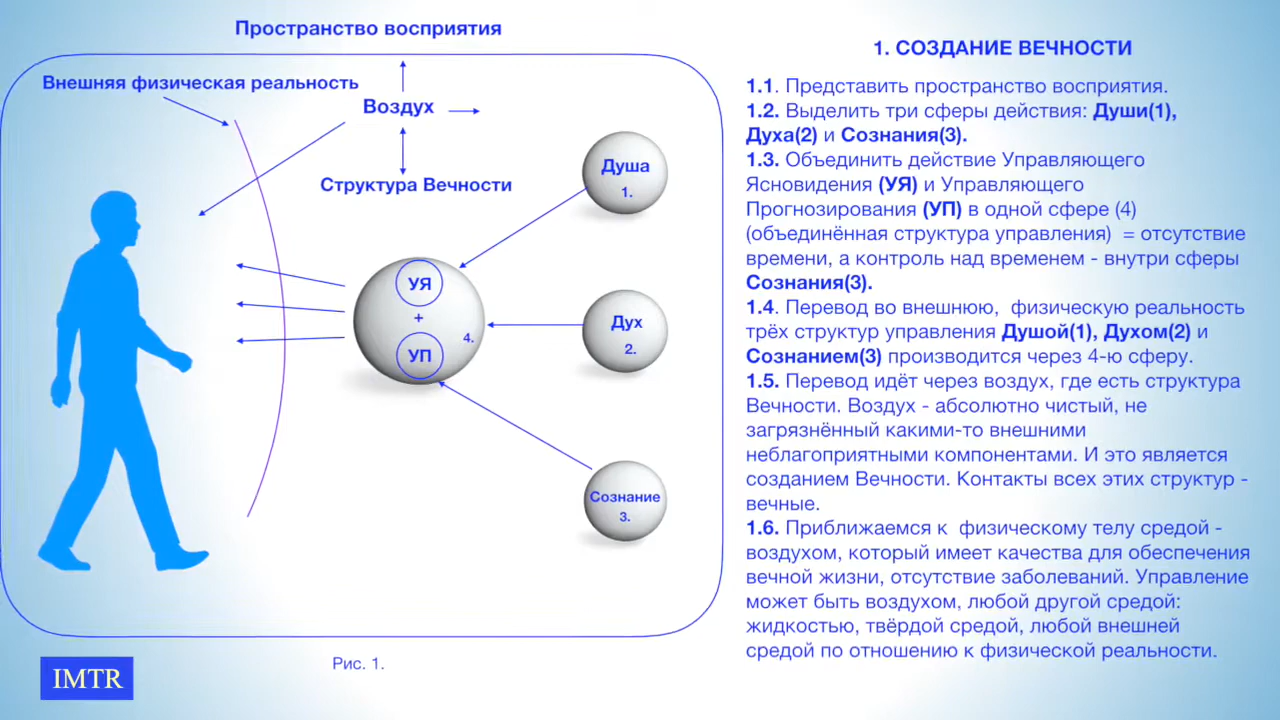 Пространство восприятия
Внешняя физическая реальность
Воздух
Структура Вечности
Душа
1.
УЯ
+
УП
4.
Дух
2.
Сознание
3.
Рис. 1.
IMTR
1. СОЗДАНИЕ ВЕЧНОСТИ
1.1. Представить пространство восприятия.
1.2. Выделить три сферы действия: Души(1),
Духа(2) и Сознания(3).
1.3. Объединить действие Управляющего
Ясновидения (УЯ) и Управляющего
Прогнозирования (УП) в одной сфере (4)
(объединённая структура управления) = отсутствие
времени, а контроль над временем - внутри сферы
Сознания(3).
1.4. Перевод во внешнюю, физическую реальность
трёх структур управления Душой(1), Духом(2) и
Сознанием(3) производится через 4-ю сферу.
1.5. Перевод идёт через воздух, где есть структура
Вечности. Воздух - абсолютно чистый, не
загрязнённый какими-то внешними
неблагоприятными компонентами. И это является
созданием Вечности. Контакты всех этих структур -
вечные.
1.6. Приближаемся к физическому телу средой -
воздухом, который имеет качества для обеспечения
вечной жизни, отсутствие заболеваний. Управление
может быть воздухом, любой другой средой:
жидкостью, твёрдой средой, любой внешней
средой по отношению к физической реальности.